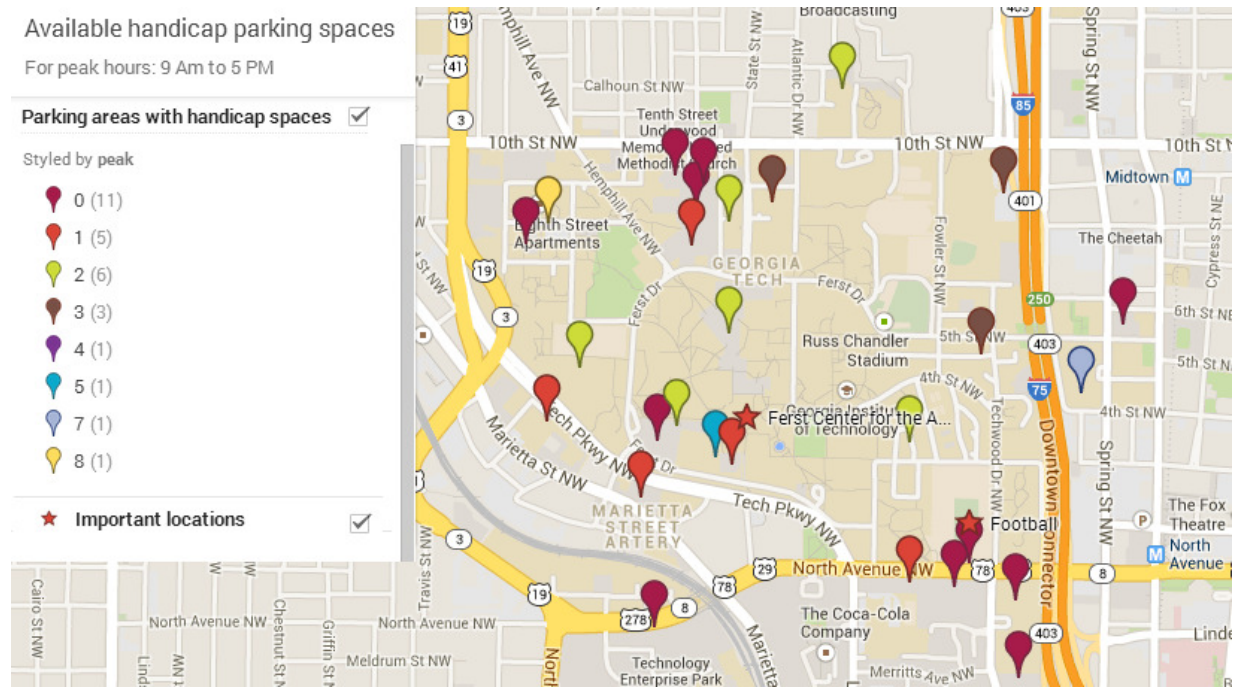 Available handicap parking spaces
For peak hours: 9 Am to 5 PM
Parking areas with handicap spaces
Styled by peak
0 (11)
1 (5)
2 (6)
3 (3)
4 (1)
5 (1)
7 (1)
8 (1)
Important locations
Broadcasting
403
19
Hemphill Ave NW
State St NW
Atlantic Dr NW
Spring St NW
41
Calhoun St NW
85
3
Tenth Street
Methodist Church
10th St NW
10th St NW
10th St N
Midtown M
401
Hemphill Ave NW
Eighth Street
Apartments
Fowler St NW
The Cheetah
Cypress St NE
St NW
19
GEORGIA
TECH
Ferst Dr
Ferst Dr
250
6th St NE
3
Russ Chandler
Stadium
5th St NW
403
5th St N
4th St NW
75
4th St NW
Tech Pkwy NW
Georgia Institu
of Technology
Ferst Center for the A...
Techwood Dr NW
Downtown Connector
Spring St NW
Marietta St NW
Ferst Dr
Tech Pkwy NW
MARIETTA
STREET
ARTERY
Football
P
The Fox
Theatre
3
Travis St NW
29
North Avenue NW
78
8
M
North
Avenue
78
19
278
8
Cairo St NW
North Avenue NW
Chestnut St N
Griffin St NW
North Avenue NW
The Coca-Cola
Company
403
Linde
Meldrum St NW
North
Technology
Enterprise Park
Marietta
Merritts Ave NW